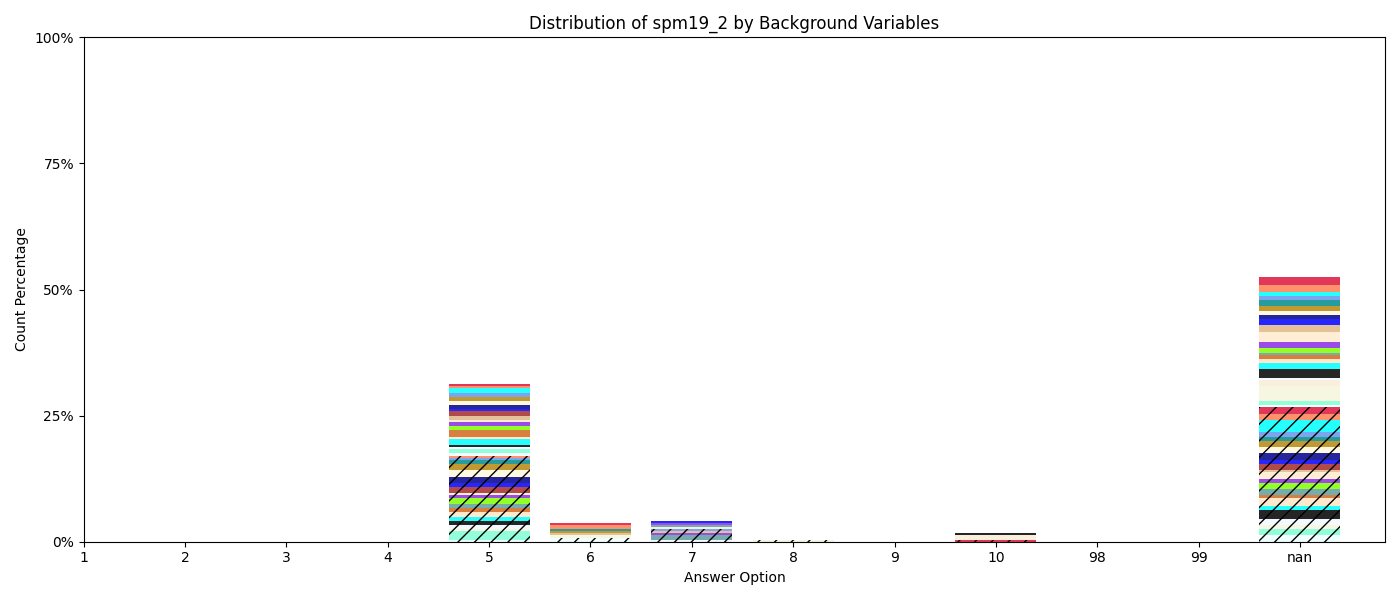 Distribution of spm19_2 by Background Variables
100%
75%
50%
25%
0%
Count Percentage
1 2 3 4 5 6 7 8 9 10 98 99 nan
Answer Option